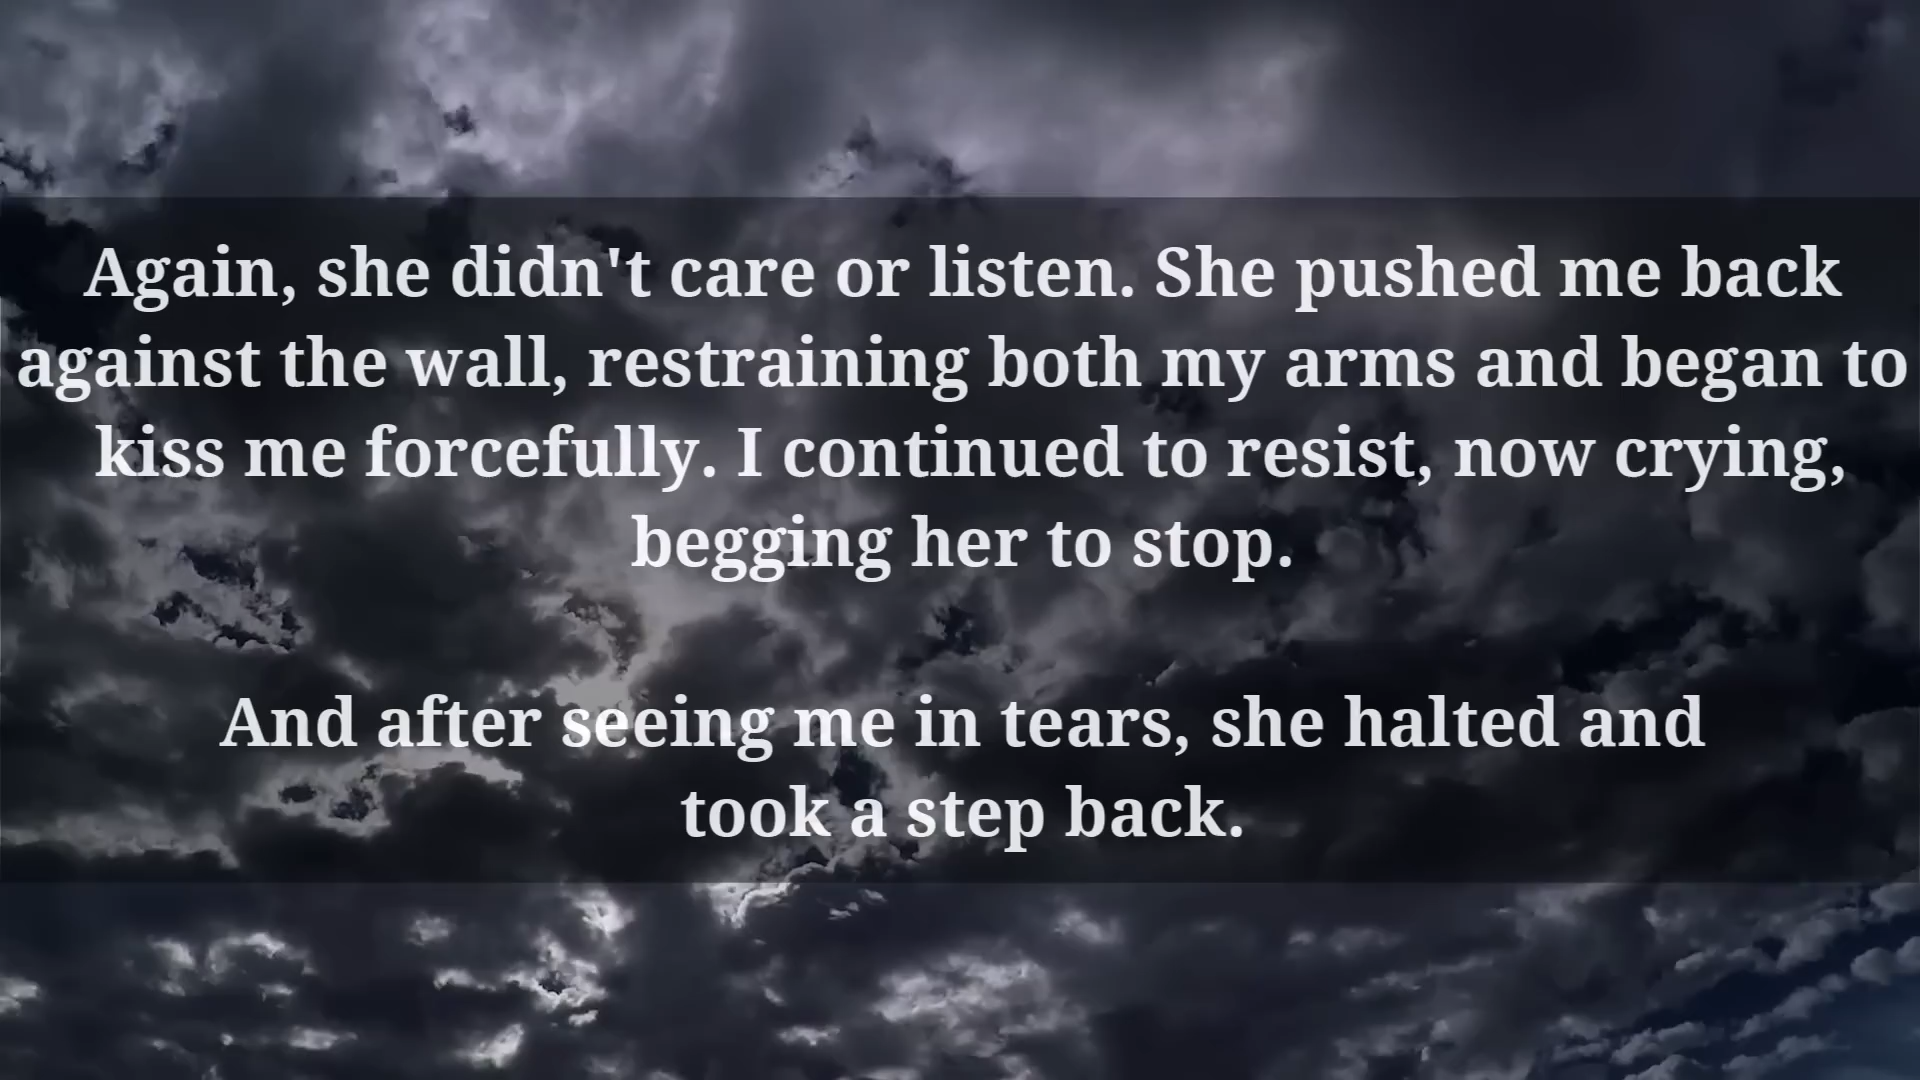 Again, she didn't care or listen. She pushed me back
against the wall, restraining both my arms and began to
kiss me forcefully. I continued to resist, now crying,
begging her to stop.
And after seeing me in tears, she halted and
took a step back.